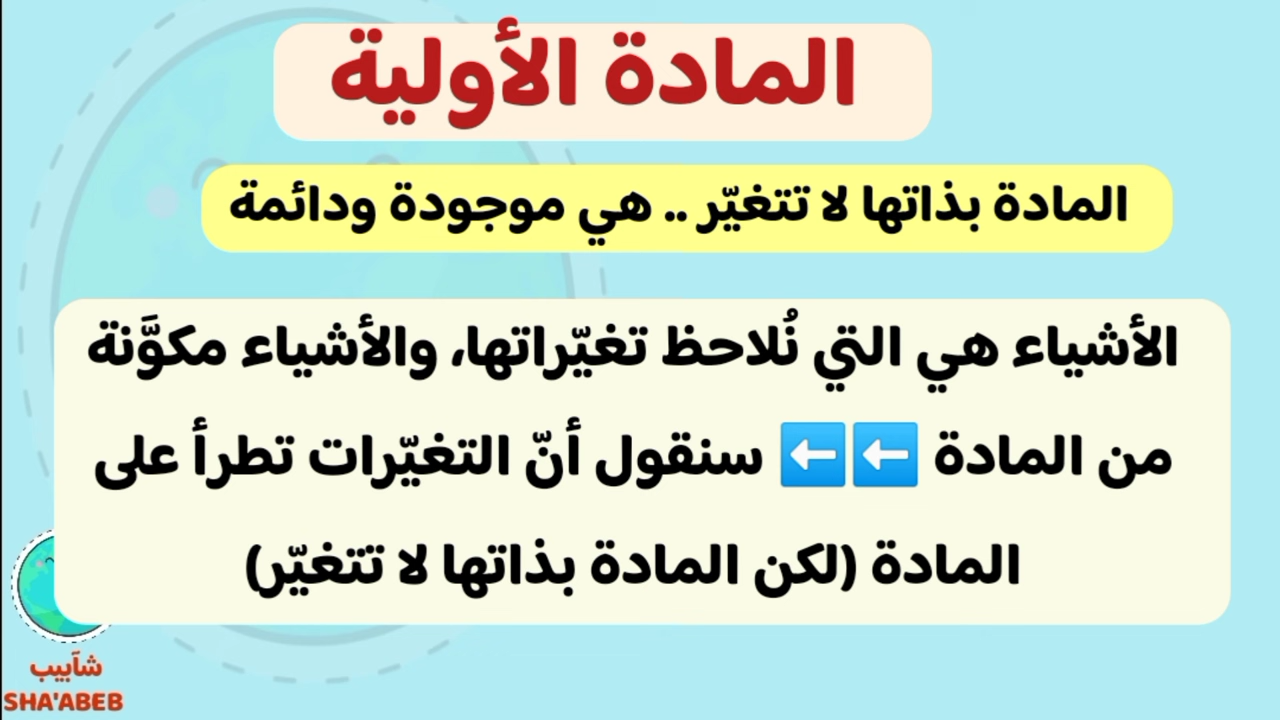 المادة الأولية
المادة بذاتها لا تتغيّر .. هي موجودة ودائمة
الأشياء هي التي نُلاحظ تغيّراتها، والأشياء مكوَّنة
من المادة ⬅️⬅️ سنقول أنّ التغيّرات تطرأ على
المادة (لكن المادة بذاتها لا تتغيّر)
شآبيب
SHA'ABEB